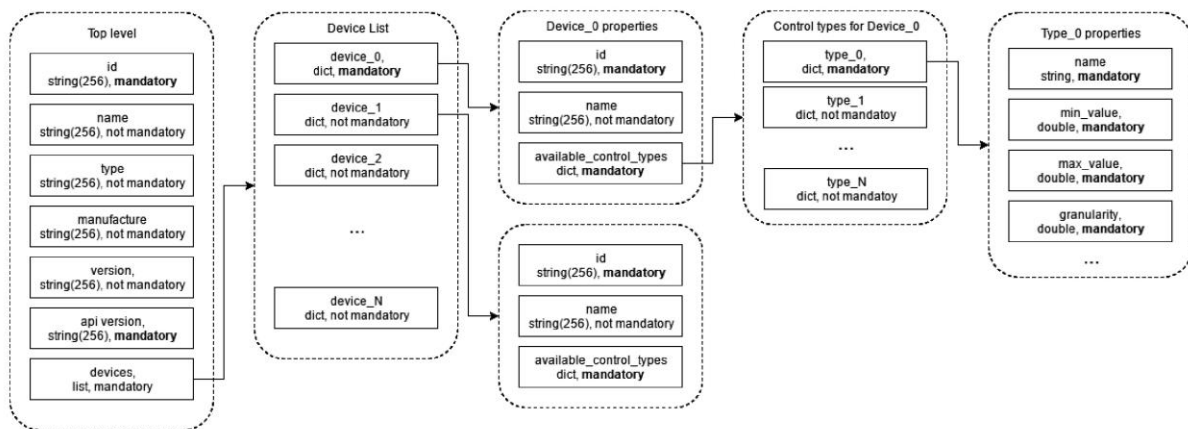 Top level
id
string(256), mandatory
name
string(256), not mandatory
type
string(256), not mandatory
manufacture
string(256), not mandatory
version,
string(256), not mandatory
api version,
string(256), mandatory
devices,
list, mandatory
Device List
device_0,
dict, mandatory
device_1
dict, not mandatory
device_2
dict, not mandatory
...
device_N
dict, not mandatory
Device_0 properties
id
string(256), mandatory
name
string(256), not mandatory
available_control_types
dict, mandatory
id
string(256), mandatory
name
string(256), not mandatory
available_control_types
dict, mandatory
Control types for Device_0
type_0,
dict, mandatory
type_1
dict, not mandatoy
...
type_N
dict, not mandatoy
Type_0 properties
name
string, mandatory
min_value,
double, mandatory
max_value,
double, mandatory
granularity,
double, mandatory
...